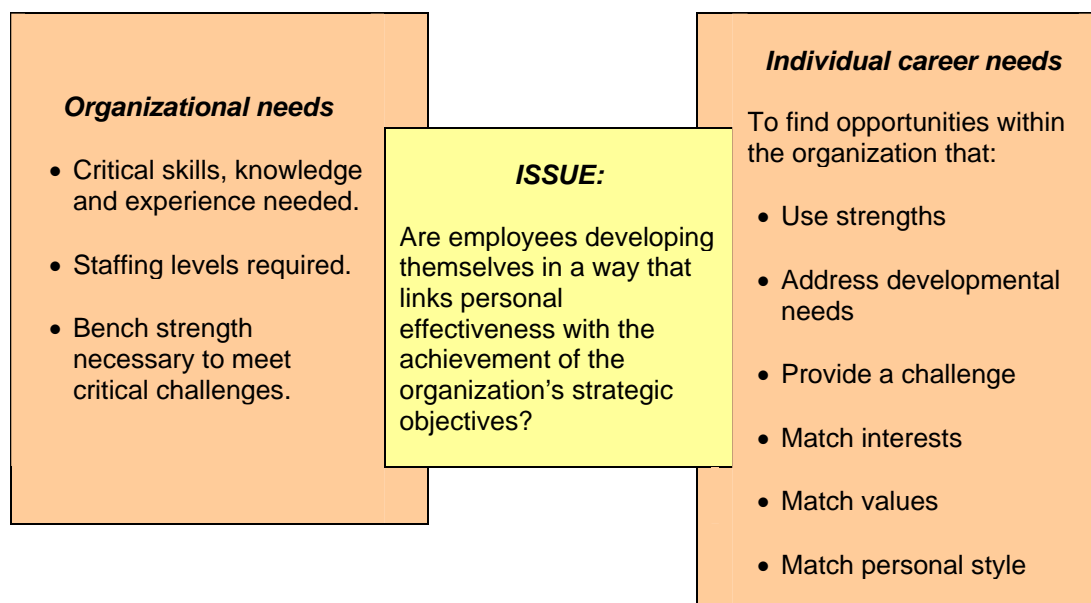 Organizational needs
• Critical skills, knowledge
and experience needed.
• Staffing levels required.
• Bench strength
necessary to meet
critical challenges.
ISSUE:
Are employees developing
themselves in a way that
links personal
effectiveness with the
achievement of the
organization’s strategic
objectives?
Individual career needs
To find opportunities within
the organization that:
• Use strengths
• Address developmental
needs
• Provide a challenge
• Match interests
• Match values
• Match personal style